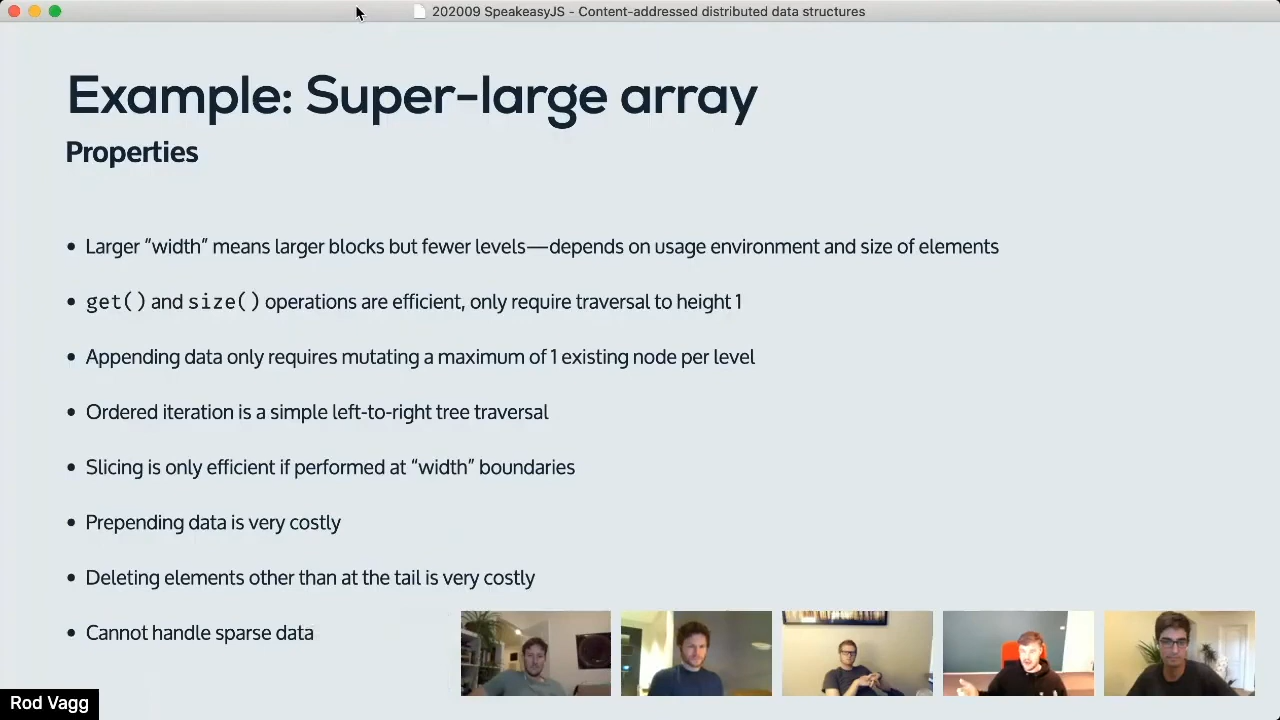 202009 SpeakeasyJS - Content-addressed distributed data structures
Example: Super-large array
Properties
• Larger “width” means larger blocks but fewer levels—depends on usage environment and size of elements
• get() and size() operations are efficient, only require traversal to height 1
• Appending data only requires mutating a maximum of 1 existing node per level
• Ordered iteration is a simple left-to-right tree traversal
• Slicing is only efficient if performed at “width” boundaries
• Prepending data is very costly
• Deleting elements other than at the tail is very costly
• Cannot handle sparse data
Rod Vagg